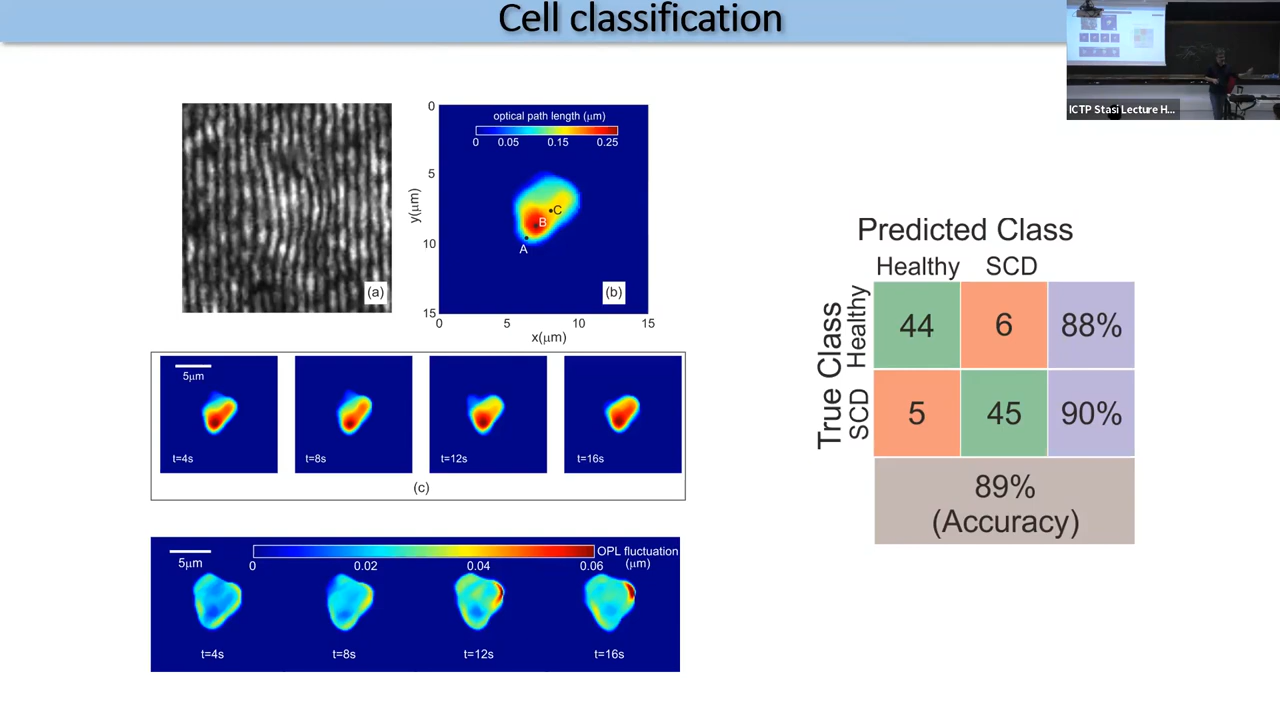 Cell classification
ICTP Stasi Lecture H...
(a)
optical path length (μm)
0 0.05 0.15 0.25
0
5
10
15
y(μm)
A
B
C
(b)
0 5 10 15
x(μm)
5μm
t=4s
t=8s
t=12s
t=16s
(c)
5μm
OPL fluctuation
(μm)
0 0.02 0.04 0.06
t=4s
t=8s
t=12s
t=16s
Predicted Class
Healthy SCD
True Class
Healthy
44 6 88%
SCD
5 45 90%
89%
(Accuracy)